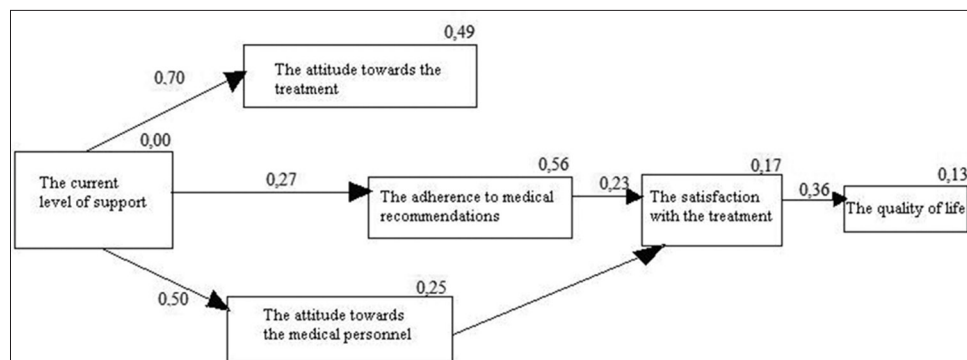 0,49
The attitude towards the
treatment
0,70
0,00
The current
level of support
0,27
0,56
The adherence to medical
recommendations
0,23
0,17
The satisfaction
with the treatment
0,36
0,13
The quality of life
0,50
0,25
The attitude towards
the medical personnel